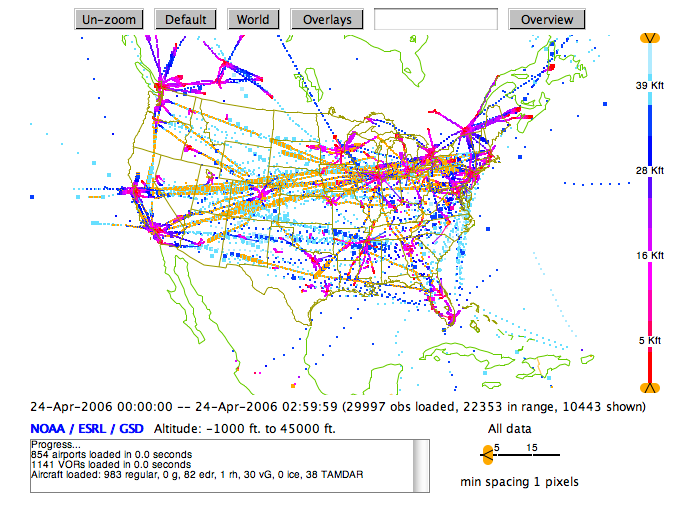 Un-zoom Default World Overlays Overview
39 Kft
28 Kft
16 Kft
5 Kft
24-Apr-2006 00:00:00 -- 24-Apr-2006 02:59:59 (29997 obs loaded, 22353 in range, 10443 shown)
NOAA / ESRL / GSD Altitude: -1000 ft. to 45000 ft. All data
Progress...
854 airports loaded in 0.0 seconds
1141 VORs loaded in 0.0 seconds
Aircraft loaded: 983 regular, 0 g, 82 edr, 1 rh, 30 vG, 0 ice, 38 TAMDAR
5 15
min spacing 1 pixels